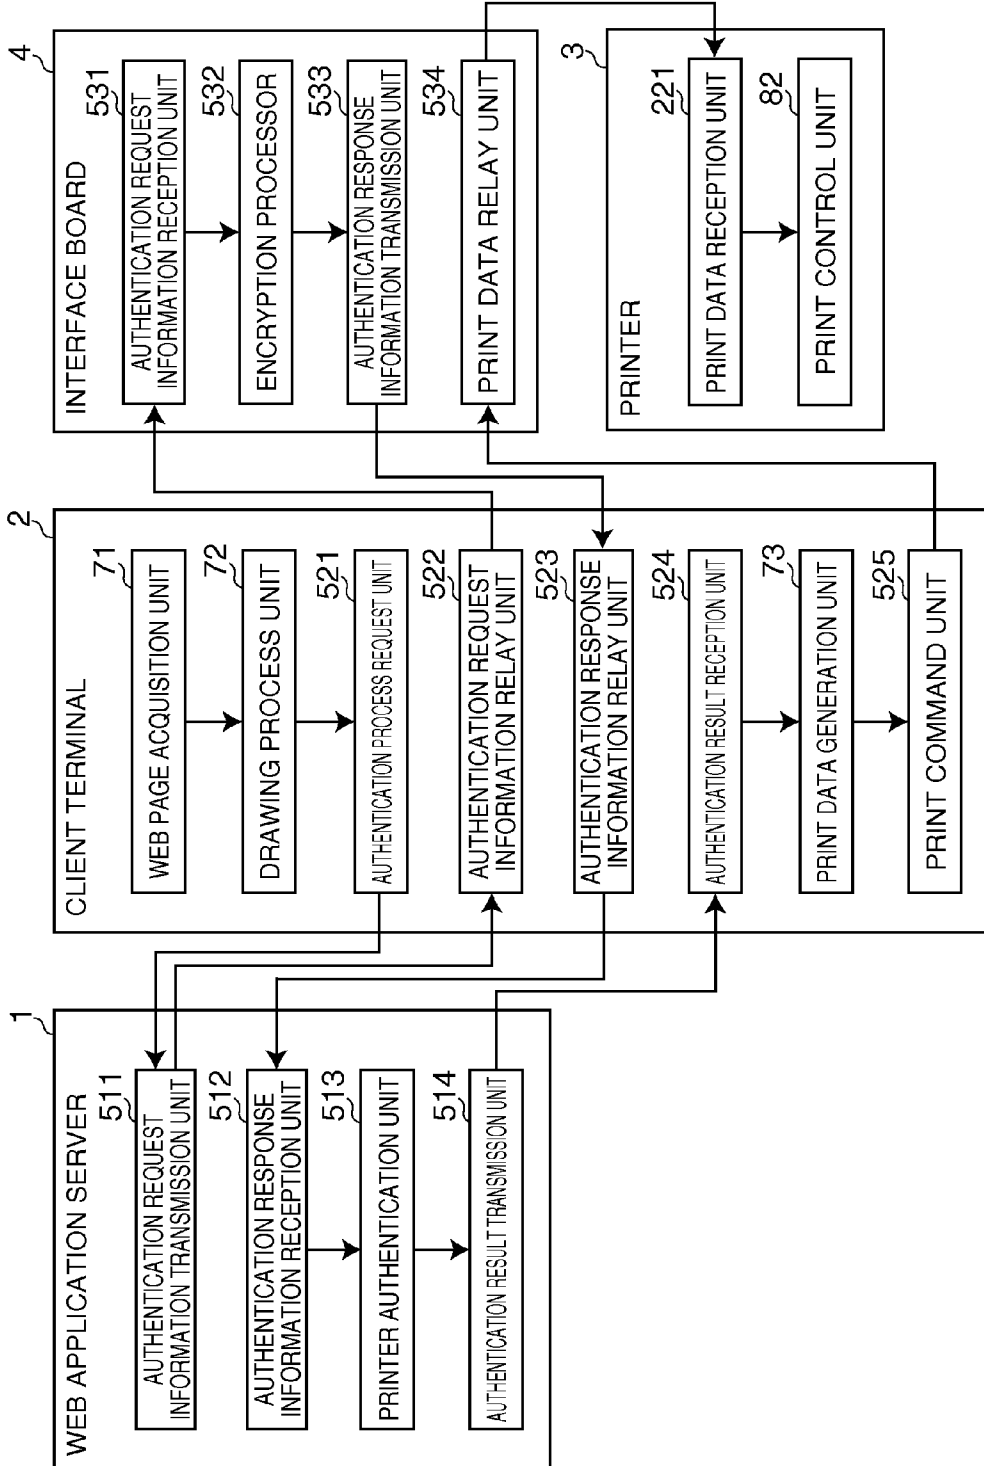 1
WEB APPLICATION SERVER
511
AUTHENTICATION REQUEST
INFORMATION TRANSMISSION UNIT
512
AUTHENTICATION RESPONSE
INFORMATION RECEPTION UNIT
513
PRINTER AUTHENTICATION UNIT
514
AUTHENTICATION RESULT TRANSMISSION UNIT
2
CLIENT TERMINAL
71
WEB PAGE ACQUISITION UNIT
72
DRAWING PROCESS UNIT
521
AUTHENTICATION PROCESS REQUEST UNIT
522
AUTHENTICATION REQUEST
INFORMATION RELAY UNIT
523
AUTHENTICATION RESPONSE
INFORMATION RELAY UNIT
524
AUTHENTICATION RESULT RECEPTION UNIT
73
PRINT DATA GENERATION UNIT
525
PRINT COMMAND UNIT
4
INTERFACE BOARD
531
AUTHENTICATION REQUEST
INFORMATION RECEPTION UNIT
532
ENCRYPTION PROCESSOR
533
AUTHENTICATION RESPONSE
INFORMATION TRANSMISSION UNIT
534
PRINT DATA RELAY UNIT
3
PRINTER
221
PRINT DATA RECEPTION UNIT
82
PRINT CONTROL UNIT